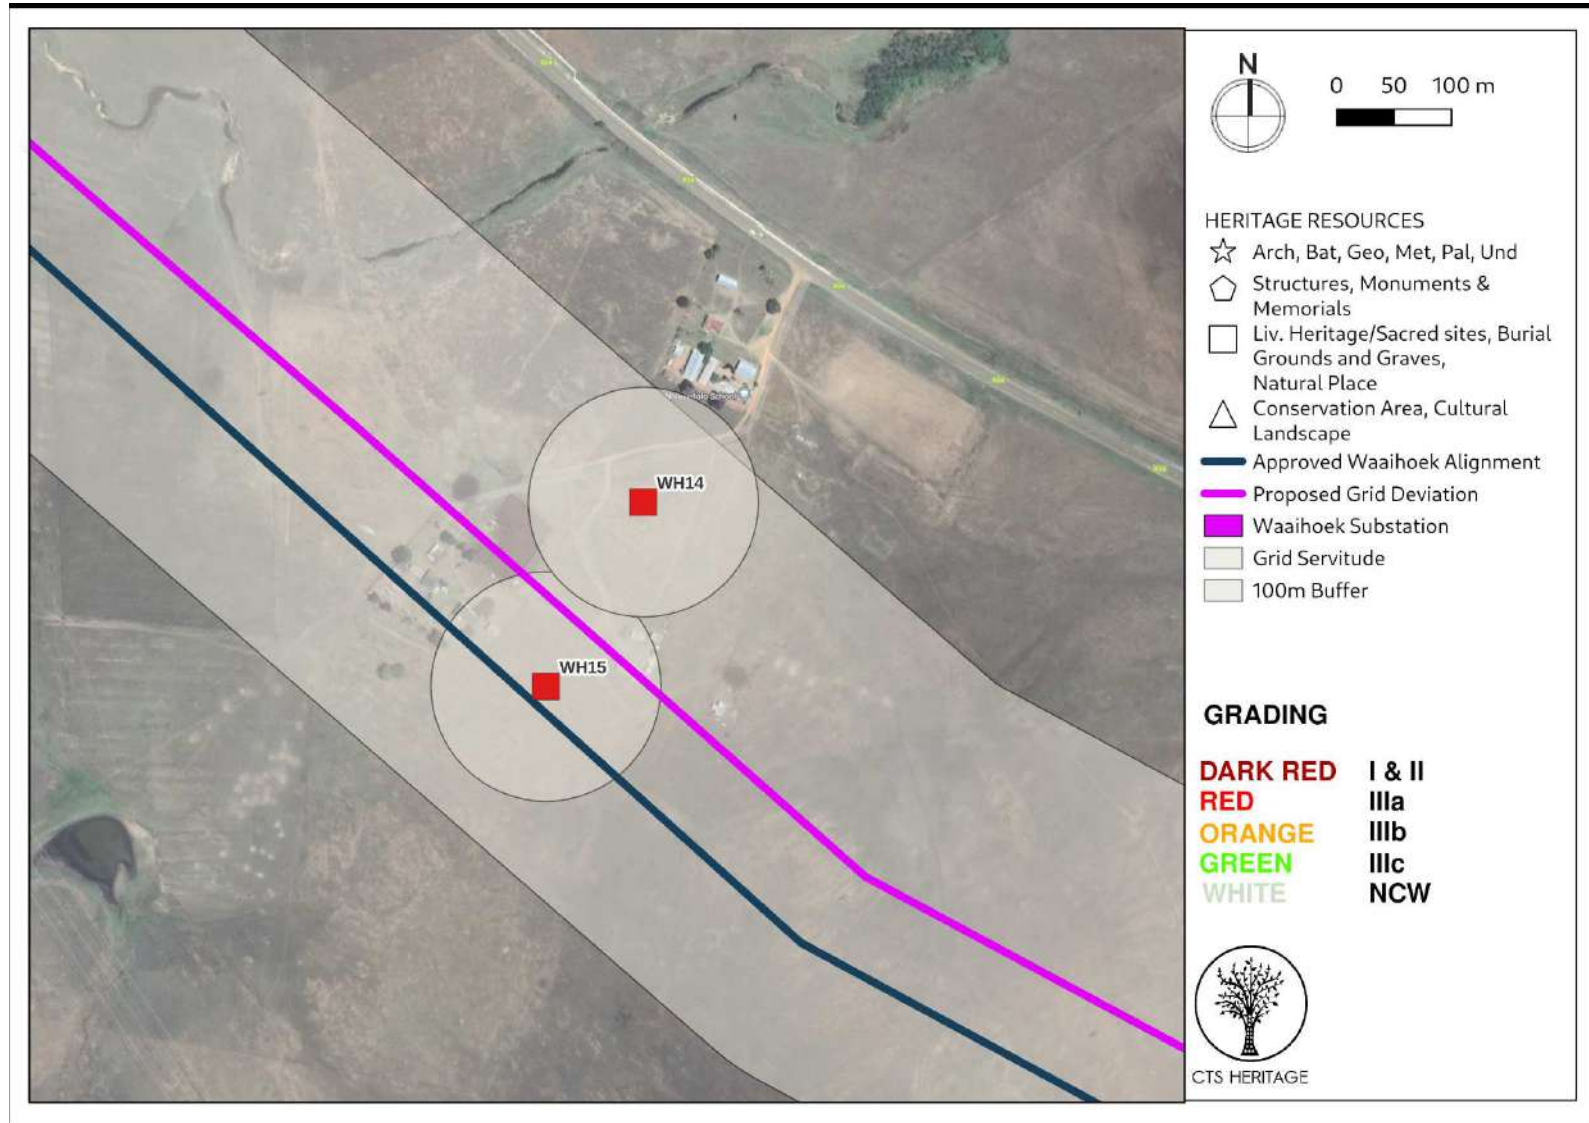 N
0 50 100 m
HERITAGE RESOURCES
Arch, Bat, Geo, Met, Pal, Und
Structures, Monuments &
Memorials
Liv. Heritage/Sacred sites, Burial
Grounds and Graves,
Natural Place
Conservation Area, Cultural
Landscape
Approved Waaihoek Alignment
Proposed Grid Deviation
Waaihoek Substation
Grid Servitude
100m Buffer
WH14
WH15
School
GRADING
DARK RED I & II
RED IIIa
ORANGE IIIb
GREEN IIIc
WHITE NCW
CTS HERITAGE